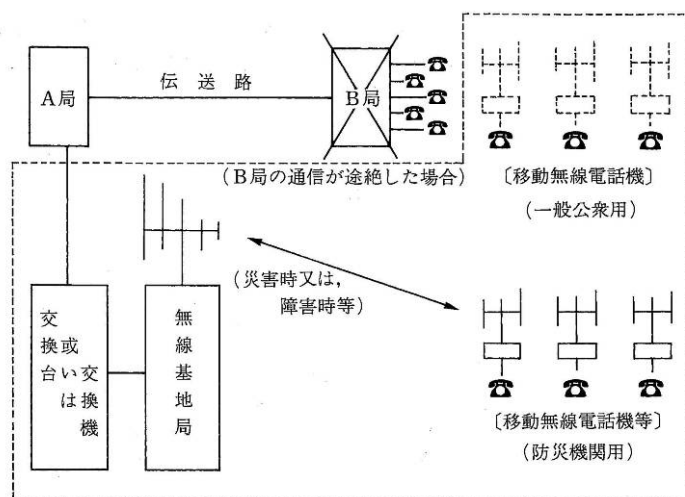 A局
伝送路
B局
(B局の通信が途絶した場合)
〔移動無線電話機〕
(一般公衆用)
(災害時又は,
障害時等)
交換台
或いは
交換機
無線基地局
〔移動無線電話機等〕
(防災機関用)